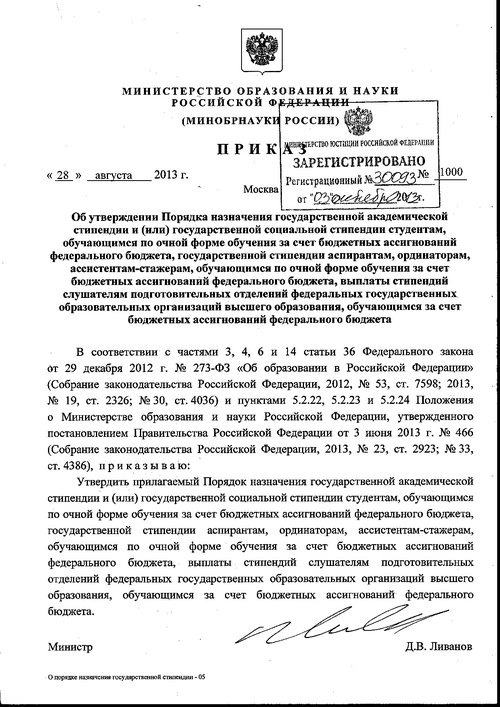 МИНИСТЕРСТВО ОБРАЗОВАНИЯ И НАУКИ
РОССИЙСКОЙ ФЕДЕРАЦИИ
(МИНОБРНАУКИ РОССИИ)
П Р И К А З
МИНИСТЕРСТВО ЮСТИЦИИ РОССИЙСКОЙ ФЕДЕРАЦИИ
ЗАРЕГИСТРИРОВАНО
Регистрационный № 30093
от "03" октября 2013г.
« 28 » августа 2013 г.
№ 1000
Москва
Об утверждении Порядка назначения государственной академической
стипендии и (или) государственной социальной стипендии студентам,
обучающимся по очной форме обучения за счет бюджетных ассигнований
федерального бюджета, государственной стипендии аспирантам, ординаторам,
ассистентам-стажерам, обучающимся по очной форме обучения за счет
бюджетных ассигнований федерального бюджета, выплаты стипендий
слушателям подготовительных отделений федеральных государственных
образовательных организаций высшего образования, обучающимся за счет
бюджетных ассигнований федерального бюджета
В соответствии с частями 3, 4, 6 и 14 статьи 36 Федерального закона
от 29 декабря 2012 г. № 273-ФЗ «Об образовании в Российской Федерации»
(Собрание законодательства Российской Федерации, 2012, № 53, ст. 7598; 2013,
№ 19, ст. 2326; № 30, ст. 4036) и пунктами 5.2.22, 5.2.23 и 5.2.24 Положения
о Министерстве образования и науки Российской Федерации, утвержденного
постановлением Правительства Российской Федерации от 3 июня 2013 г. № 466
(Собрание законодательства Российской Федерации, 2013, № 23, ст. 2923; № 33,
ст. 4386), п р и к а з ы в а ю:
Утвердить прилагаемый Порядок назначения государственной академической
стипендии и (или) государственной социальной стипендии студентам, обучающимся
по очной форме обучения за счет бюджетных ассигнований федерального бюджета,
государственной стипендии аспирантам, ординаторам, ассистентам-стажерам,
обучающимся по очной форме обучения за счет бюджетных ассигнований
федерального бюджета, выплаты стипендий слушателям подготовительных
отделений федеральных государственных образовательных организаций высшего
образования, обучающимся за счет бюджетных ассигнований федерального
бюджета.
Министр
Д.В. Ливанов
О порядке назначения государственной стипендии - 05